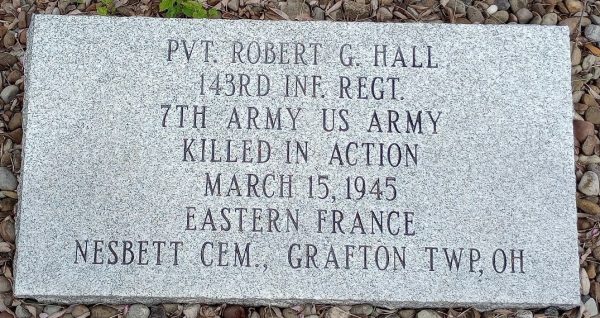 PVT. ROBERT G. HALL
143RD INF. REGT.
7TH ARMY US ARMY
KILLED IN ACTION
MARCH 15, 1945
EASTERN FRANCE
NESBETT CEM., GRAFTON TWP, OH